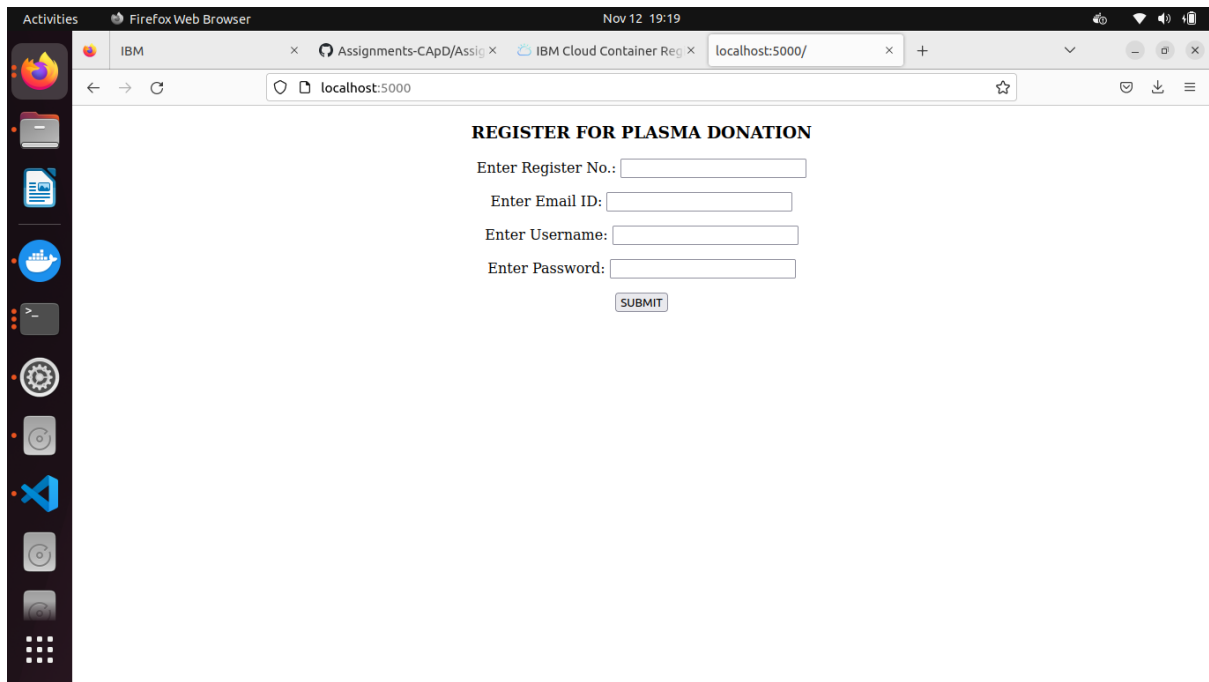 Activities Firefox Web Browser Nov 12 19:19
IBM Assignments-CApD/Assig IBM Cloud Container Reg localhost:5000/
localhost:5000
REGISTER FOR PLASMA DONATION
Enter Register No.:
Enter Email ID:
Enter Username:
Enter Password:
SUBMIT